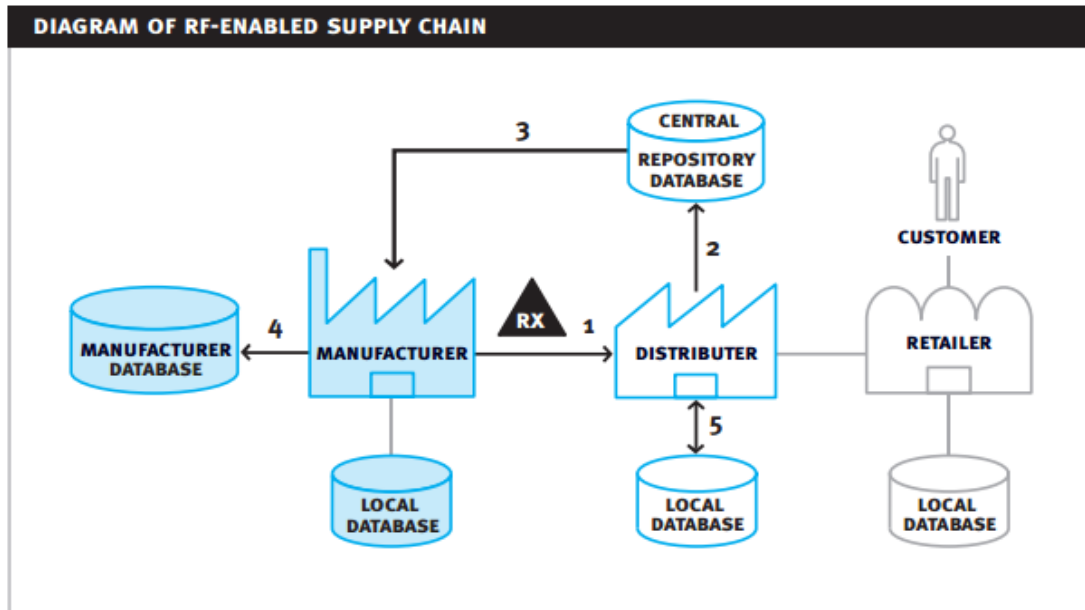 DIAGRAM OF RF-ENABLED SUPPLY CHAIN
3
CENTRAL
REPOSITORY
DATABASE
CUSTOMER
2
4
MANUFACTURER
DATABASE
MANUFACTURER
RX
1
DISTRIBUTER
RETAILER
5
LOCAL
DATABASE
LOCAL
DATABASE
LOCAL
DATABASE